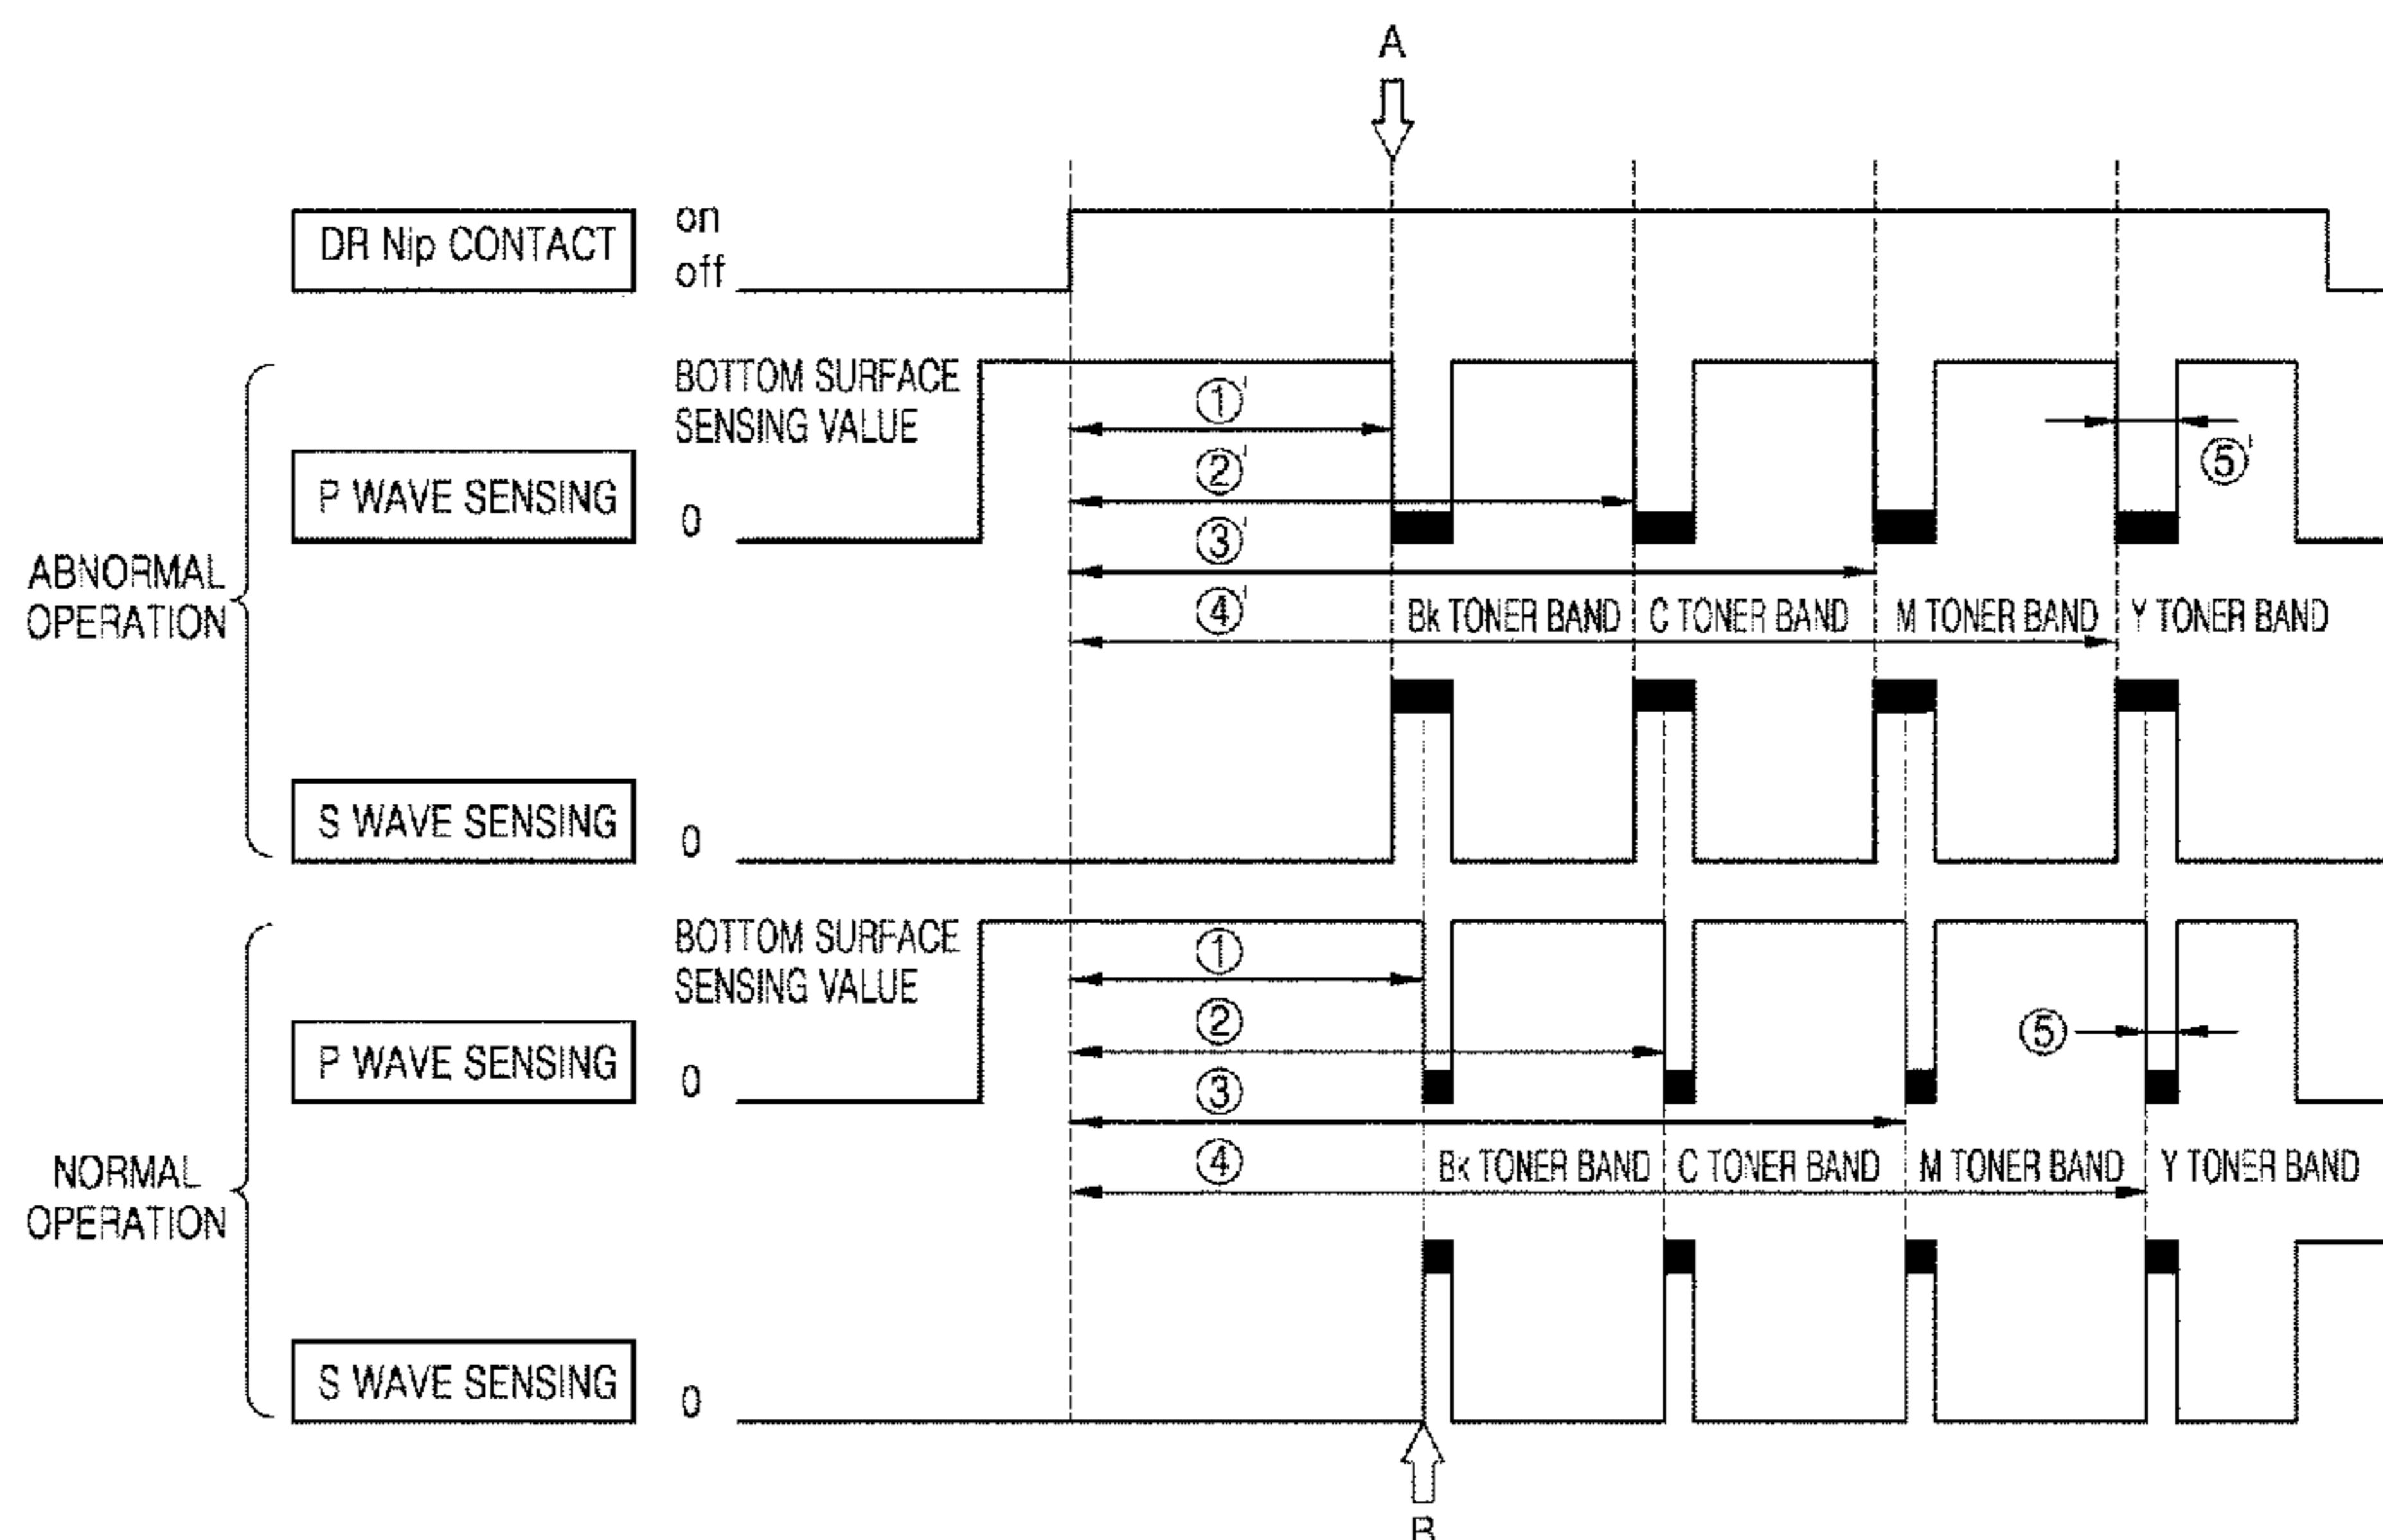 A
DR Nip CONTACT
on
off
BOTTOM SURFACE
SENSING VALUE
①'
②'
⑤'
P WAVE SENSING
0
③'
ABNORMAL
OPERATION
④'
Bk TONER BAND
C TONER BAND
M TONER BAND
Y TONER BAND
S WAVE SENSING
0
BOTTOM SURFACE
SENSING VALUE
①
②
⑤
P WAVE SENSING
0
③
NORMAL
OPERATION
④
Bk TONER BAND
C TONER BAND
M TONER BAND
Y TONER BAND
S WAVE SENSING
0
B